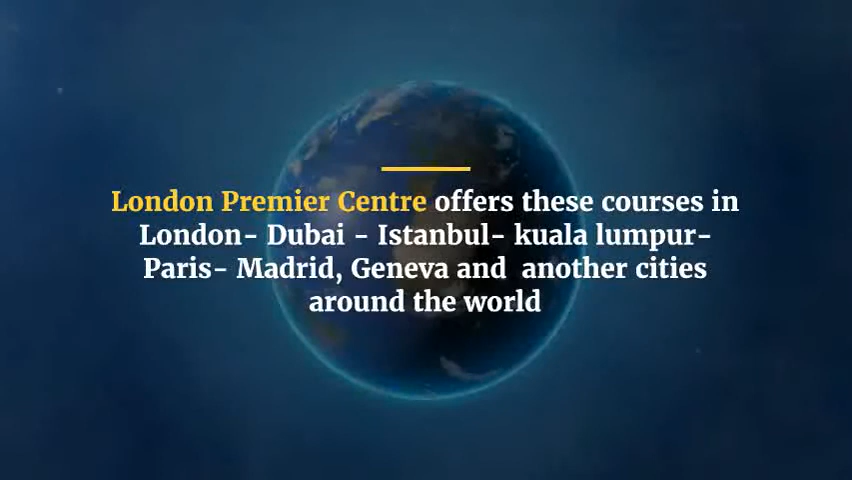 London Premier Centre offers these courses in
London- Dubai - Istanbul- kuala lumpur-
Paris- Madrid, Geneva and  another cities
around the world